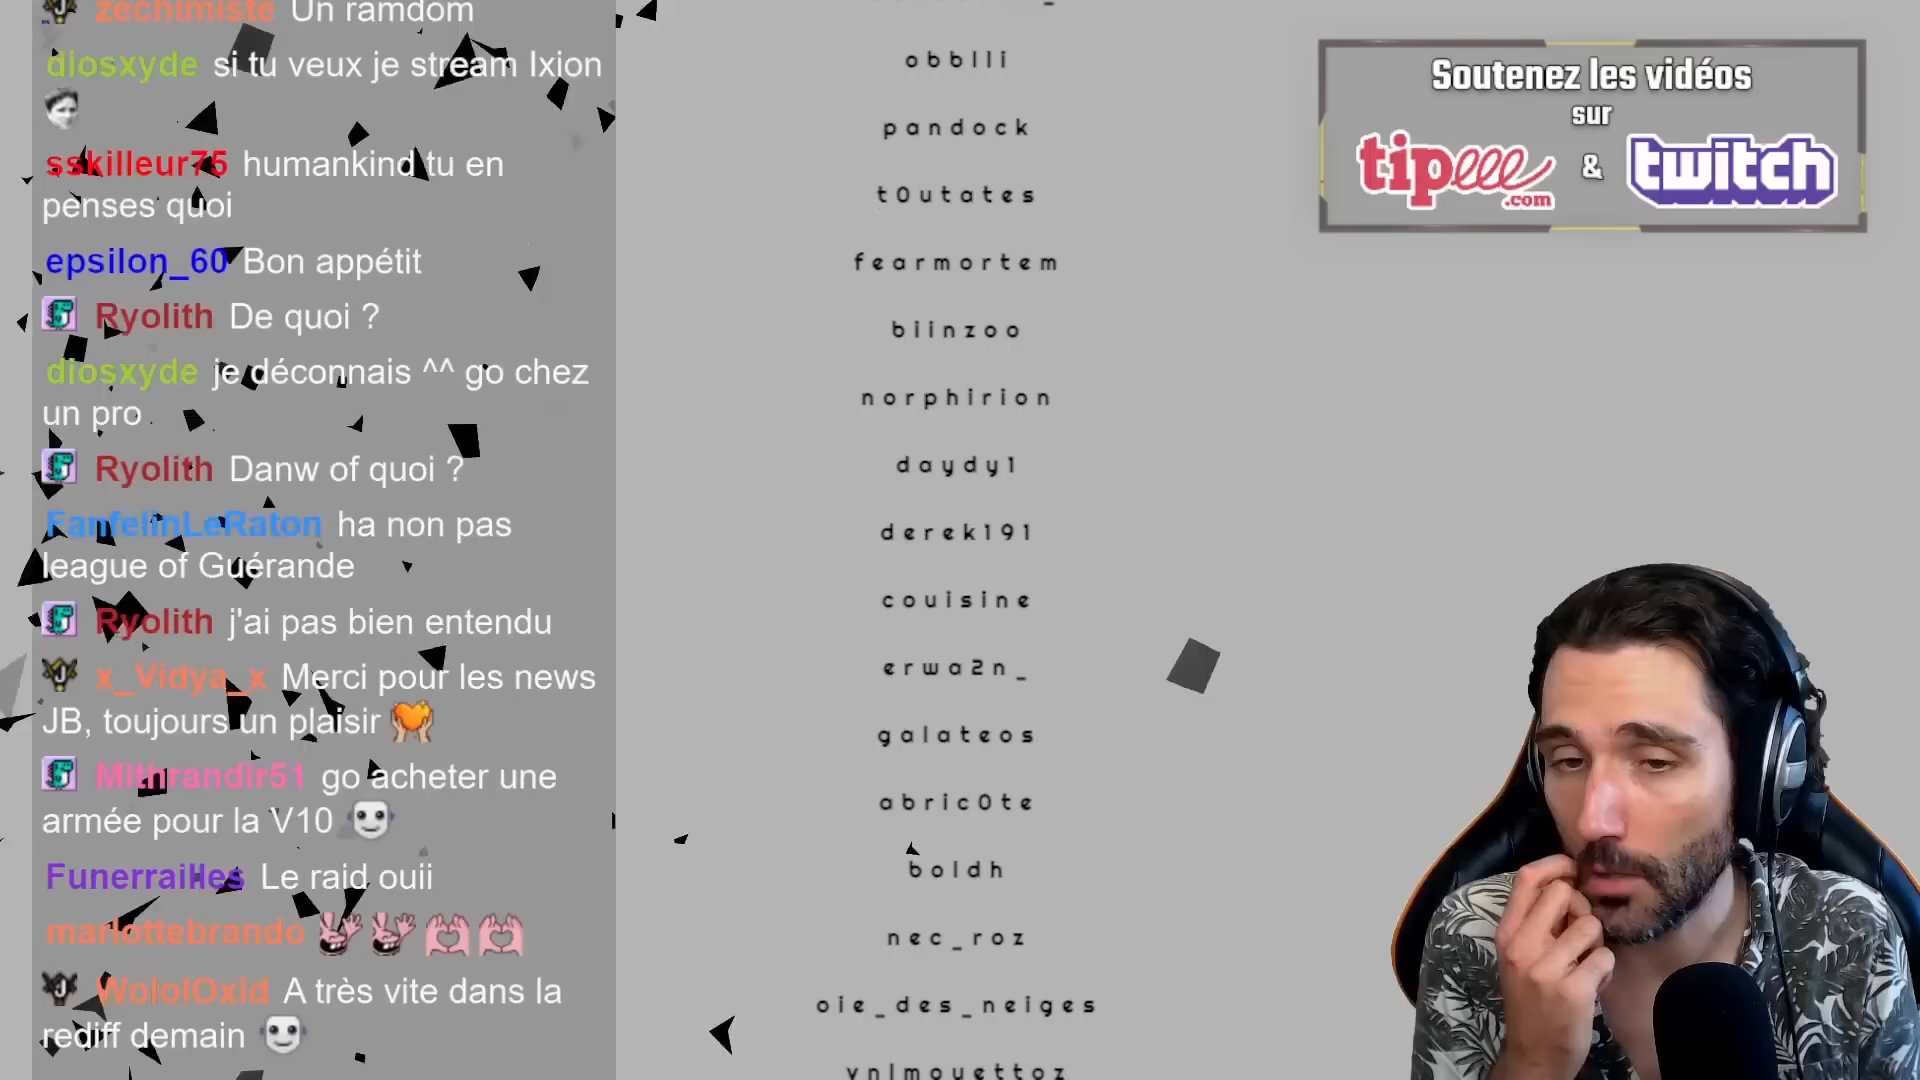 zechimiste Un ramdom
diosxyde si tu veux je stream Ixion
sskilleur75 humankind tu en
penses quoi
epsilon_60 Bon appétit
Ryolith De quoi ?
diosxyde je déconnais ^^ go chez
un pro
Ryolith Danw of quoi ?
FanfelinLeRaton ha non pas
league of Guérande
Ryolith j'ai pas bien entendu
x_Vidya_x Merci pour les news
JB, toujours un plaisir
Mithrandir51 go acheter une
armée pour la V10
Funerrailles Le raid ouii
marlottebrando
WololOxid A très vite dans la
rediff demain
obblli
pandock
t0utates
fearmortem
biinzoo
norphirion
daydy1
derek191
couisine
erwa2n_
galateos
abric0te
boldh
nec_roz
oie_des_neiges
Soutenez les vidéos
sur
tipeee.com & twitch